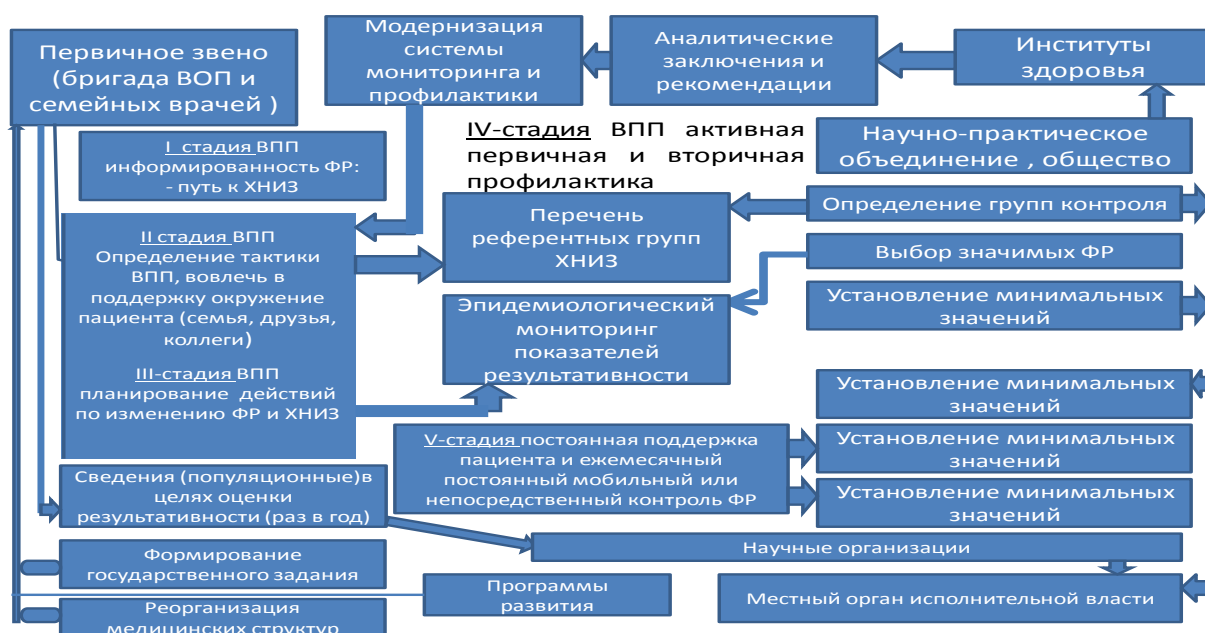 Первичное звено
(бригада ВОП и
семейных врачей )
Модернизация
системы
мониторинга и
профилактики
Аналитические
заключения и
рекомендации
Институты
здоровья
I стадия ВПП
информированность ФР:
- путь к ХНИЗ
IV-стадия ВПП активная
первичная и вторичная
профилактика
Научно-практическое
объединение , общество
II стадия ВПП
Определение тактики
ВПП, вовлечь в
поддержку окружение
пациента (семья, друзья,
коллеги)
III-стадия ВПП
планирование действий
по изменению ФР и ХНИЗ
Перечень
референтных групп
ХНИЗ
Определение групп контроля
Выбор значимых ФР
Эпидемиологический
мониторинг
показателей
результативности
Установление минимальных
значений
Установление минимальных
значений
V-стадия постоянная поддержка
пациента и ежемесячный
постоянный мобильный или
непосредственный контроль ФР
Установление минимальных
значений
Установление минимальных
значений
Сведения (популяционные)в
целях оценки
результативности (раз в год)
Научные организации
Формирование
государственного задания
Программы
развития
Местный орган исполнительной власти
Реорганизация
медицинских структур